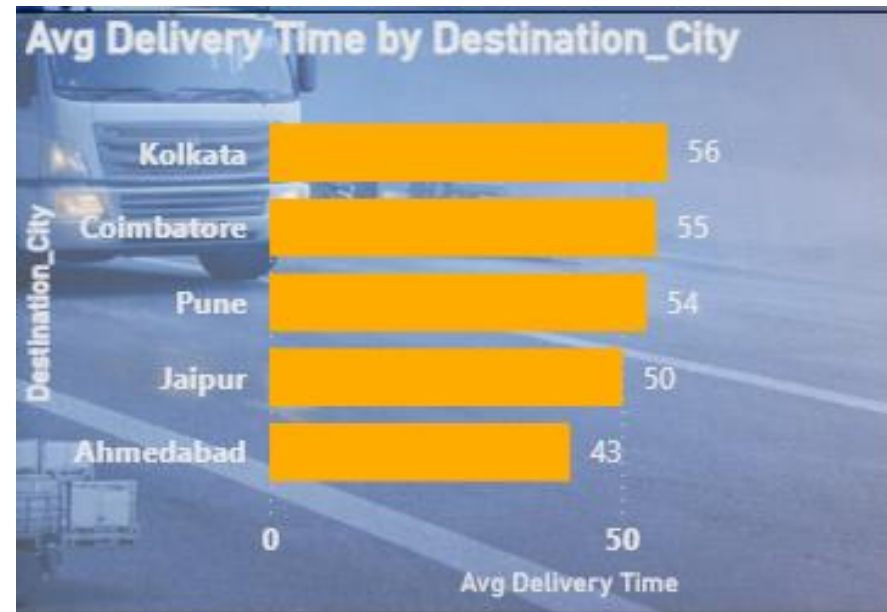 Avg Delivery Time by Destination_City
Destination_City
Kolkata 56
Coimbatore 55
Pune 54
Jaipur 50
Ahmedabad 43
0 50
Avg Delivery Time